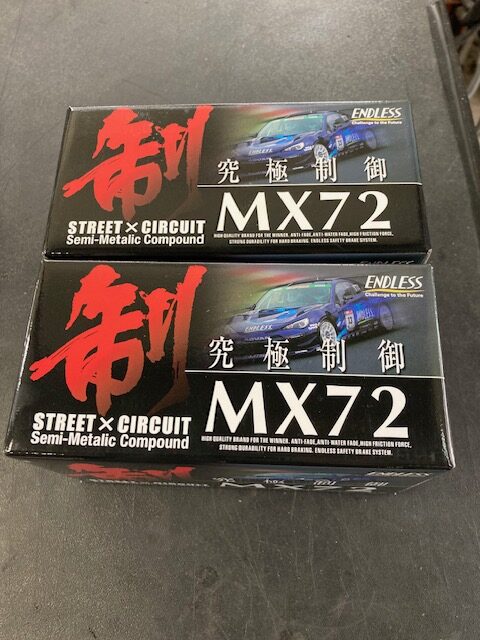 制
ENDLESS
Challenge to the Future
究極制御
STREET×CIRCUIT
Semi-Metalic Compound
MX72
HIGH QUALITY BRAND FOR THE WINNER. ANTI-FADE,ANTI-WATER FADE,HIGH FRICTION FORCE,
STRONG DURABILITY FOR HARD BRAKING. ENDLESS SAFETY BRAKE SYSTEM.
制
ENDLESS
Challenge to the Future
ENDLESS
究極制御
STREET×CIRCUIT
Semi-Metalic Compound
MX72
HIGH QUALITY BRAND FOR THE WINNER. ANTI-FADE,ANTI-WATER FADE,HIGH FRICTION FORCE,
STRONG DURABILITY FOR HARD BRAKING. ENDLESS SAFETY BRAKE SYSTEM.
ENDLESS
MX72